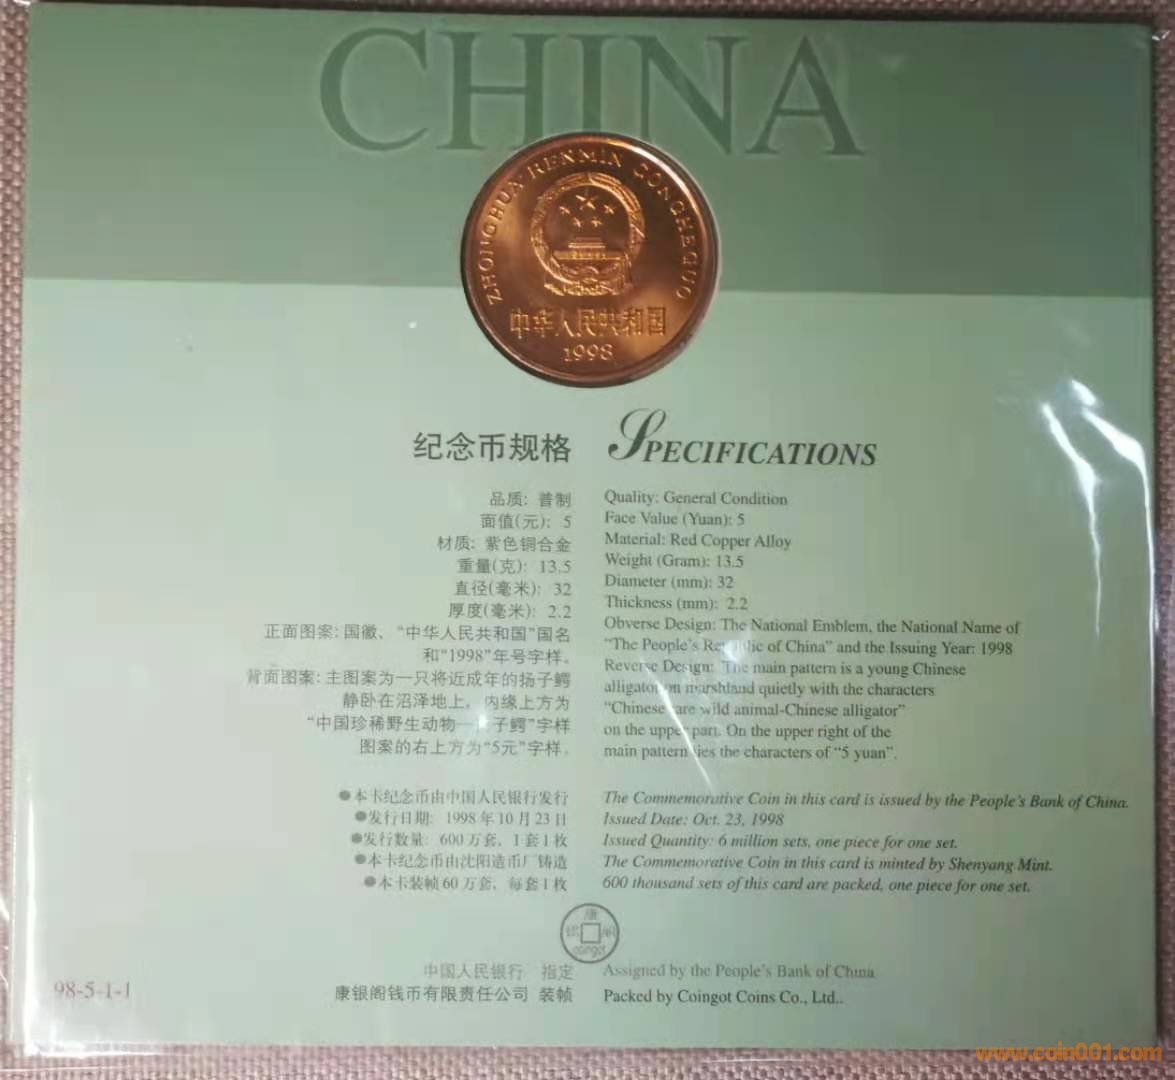 CHINA
ZHONGHUA RENMIN GONGHEGUO
中华人民共和国
1998
纪念币规格
品质: 普制
面值(元): 5
材质: 紫色铜合金
重量(克): 13.5
直径(毫米): 32
厚度(毫米): 2.2
正面图案: 国徽、“中华人民共和国”国名
和“1998”年号字样。
背面图案: 主图案为一只将近成年的扬子鳄
静卧在沼泽地上，内缘上方为
“中国珍稀野生动物—子鳄”字样
图案的右上方为“5元”字样。
●本卡纪念币由中国人民银行发行
●发行日期: 1998年10月23日
●发行数量: 600万套，1套1枚
●本卡纪念币由沈阳造币厂铸造
●本卡装帧60万套，每套1枚
SPECIFICATIONS
Quality: General Condition
Face Value (Yuan): 5
Material: Red Copper Alloy
Weight (Gram): 13.5
Diameter (mm): 32
Thickness (mm): 2.2
Obverse Design: The National Emblem, the National Name of
“The People's of China” and the Issuing Year: 1998
Reverse Design: The main pattern is a young Chinese
alligator on marshland quietly with the characters
“Chinese wild animal-Chinese alligator”
on the upper part. On the upper right of the
main pattern lies the characters of “5 yuan”.
The Commemorative Coin in this card is issued by the People's Bank of China.
Issued Date: Oct. 23, 1998
Issued Quantity: 6 million sets, one piece for one set.
The Commemorative Coin in this card is minted by Shenyang Mint.
600 thousand sets of this card are packed, one piece for one set.
康
coingot
中国人民银行 指定
康银阁钱币有限责任公司 装帧
Assigned by the People's Bank of China
Packed by Coingot Coins Co., Ltd..
98-5-1-1
www.coin001.com